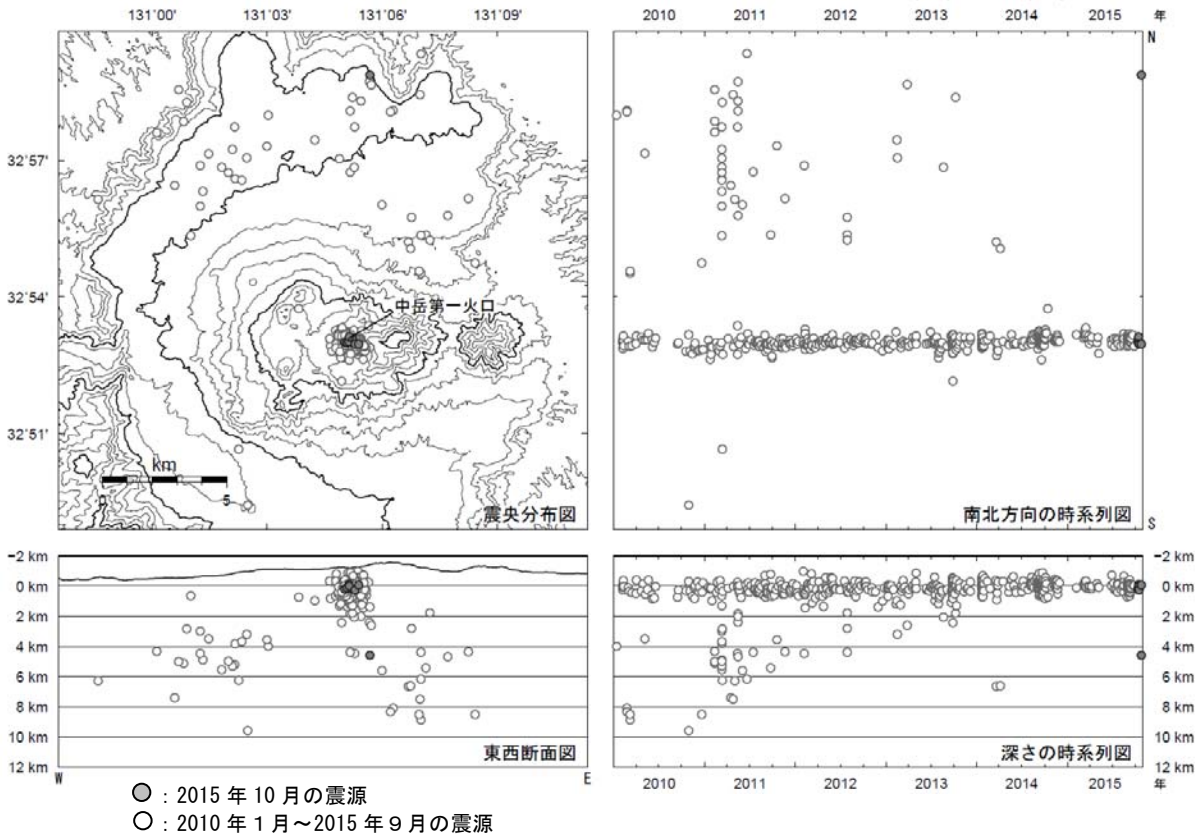 131°00' 131°03' 131°06' 131°09'
2010 2011 2012 2013 2014 2015 年
N
32°57'
32°54'
中岳第一火口
32°51'
km
0 5
震央分布図
南北方向の時系列図
S
-2 km -2 km
0 km 0 km
2 km 2 km
4 km 4 km
6 km 6 km
8 km 8 km
10 km 10 km
東西断面図
深さの時系列図
12 km 12 km
W E
2010 2011 2012 2013 2014 2015 年
：2015 年 10 月の震源
：2010 年１月～2015 年９月の震源